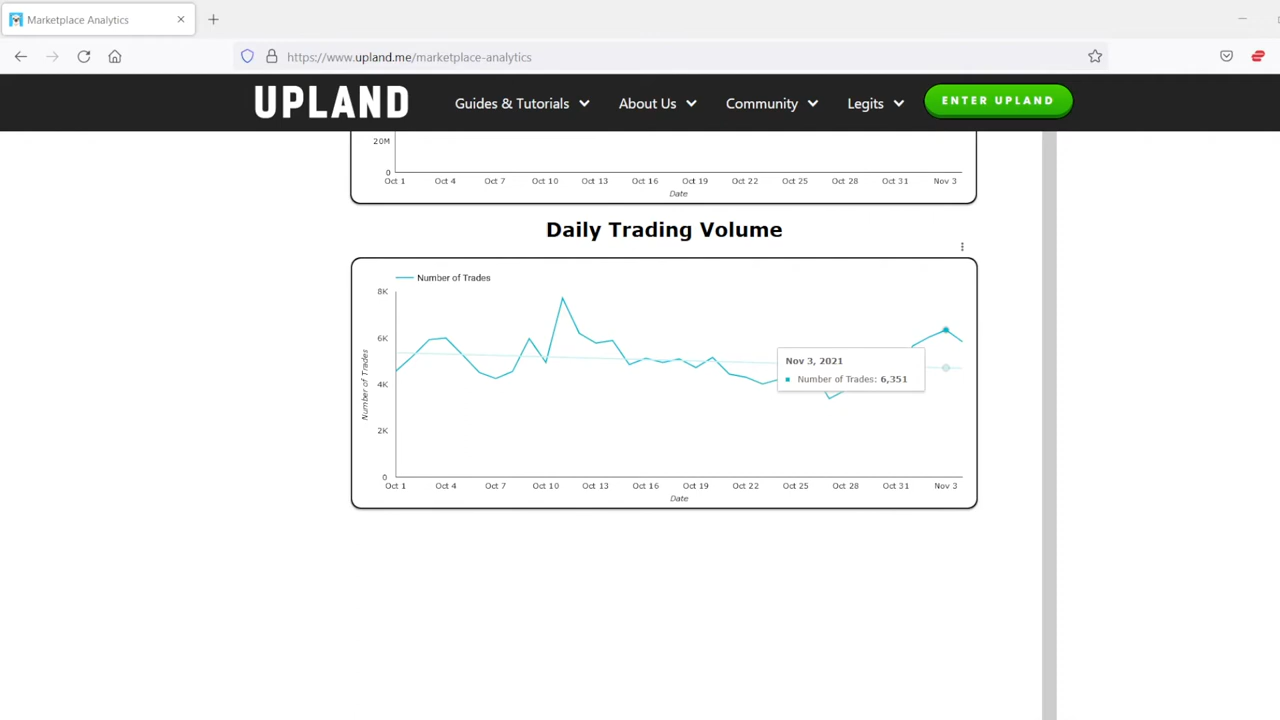 Marketplace Analytics
https://www.upland.me/marketplace-analytics
UPLAND
Guides & Tutorials
About Us
Community
Legits
ENTER UPLAND
20M
0
Oct 1 Oct 4 Oct 7 Oct 10 Oct 13 Oct 16 Oct 19 Oct 22 Oct 25 Oct 28 Oct 31 Nov 3
Date
Daily Trading Volume
Number of Trades
8K
6K
4K
2K
0
Number of Trades
Nov 3, 2021
Number of Trades: 6,351
Oct 1 Oct 4 Oct 7 Oct 10 Oct 13 Oct 16 Oct 19 Oct 22 Oct 25 Oct 28 Oct 31 Nov 3
Date